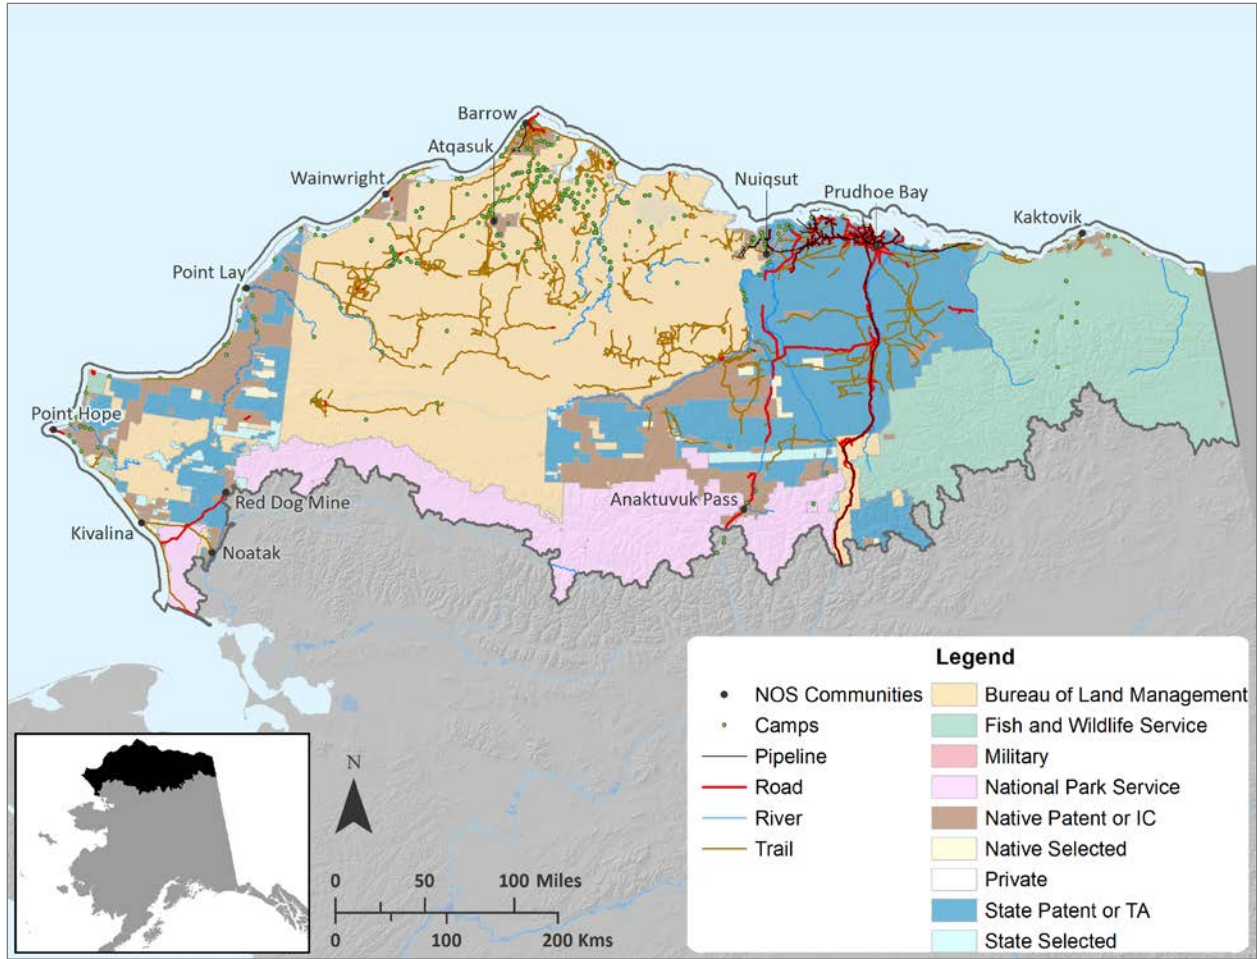 Barrow
Atqasuk
Wainwright
Nuiqsut
Prudhoe Bay
Kaktovik
Point Lay
Point Hope
Red Dog Mine
Anaktuvuk Pass
Kivalina
Noatak
Legend
NOS Communities
Camps
Pipeline
Road
River
Trail
Bureau of Land Management
Fish and Wildlife Service
Military
National Park Service
Native Patent or IC
Native Selected
Private
State Patent or TA
State Selected
N
0 50 100 Miles
0 100 200 Kms